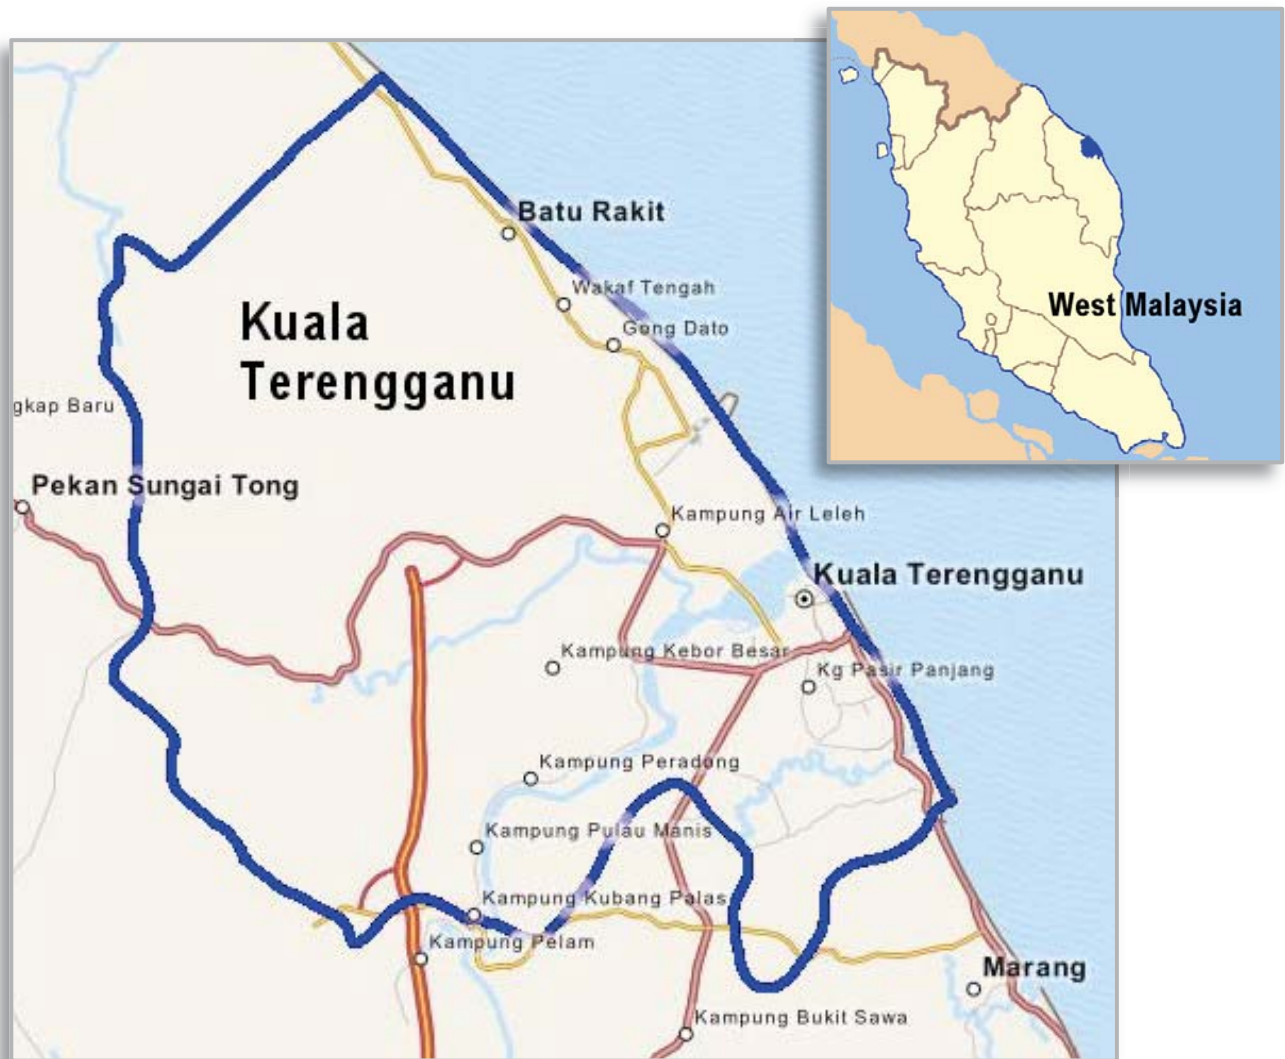 West Malaysia
Batu Rakit
Wakaf Tengah
Gong Dato
Kuala
Terengganu
gkap Baru
Pekan Sungai Tong
Kampung Air Leleh
Kuala Terengganu
Kampung Kebor Besar
Kg Pasir Panjang
Kampung Peradong
Kampung Pulau Manis
Kampung Kubang Palas
Kampung Pelam
Marang
Kampung Bukit Sawa